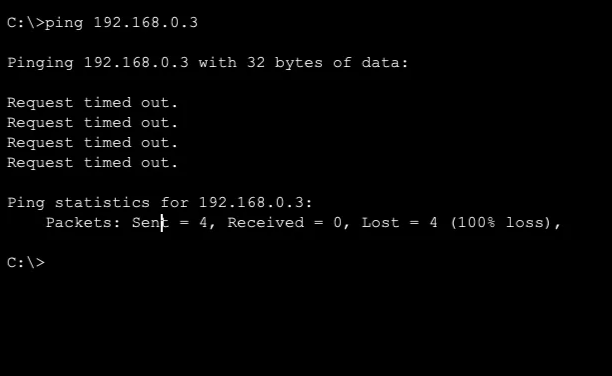 C:\>ping 192.168.0.3
Pinging 192.168.0.3 with 32 bytes of data:
Request timed out.
Request timed out.
Request timed out.
Request timed out.
Ping statistics for 192.168.0.3:
    Packets: Sent = 4, Received = 0, Lost = 4 (100% loss),
C:\>